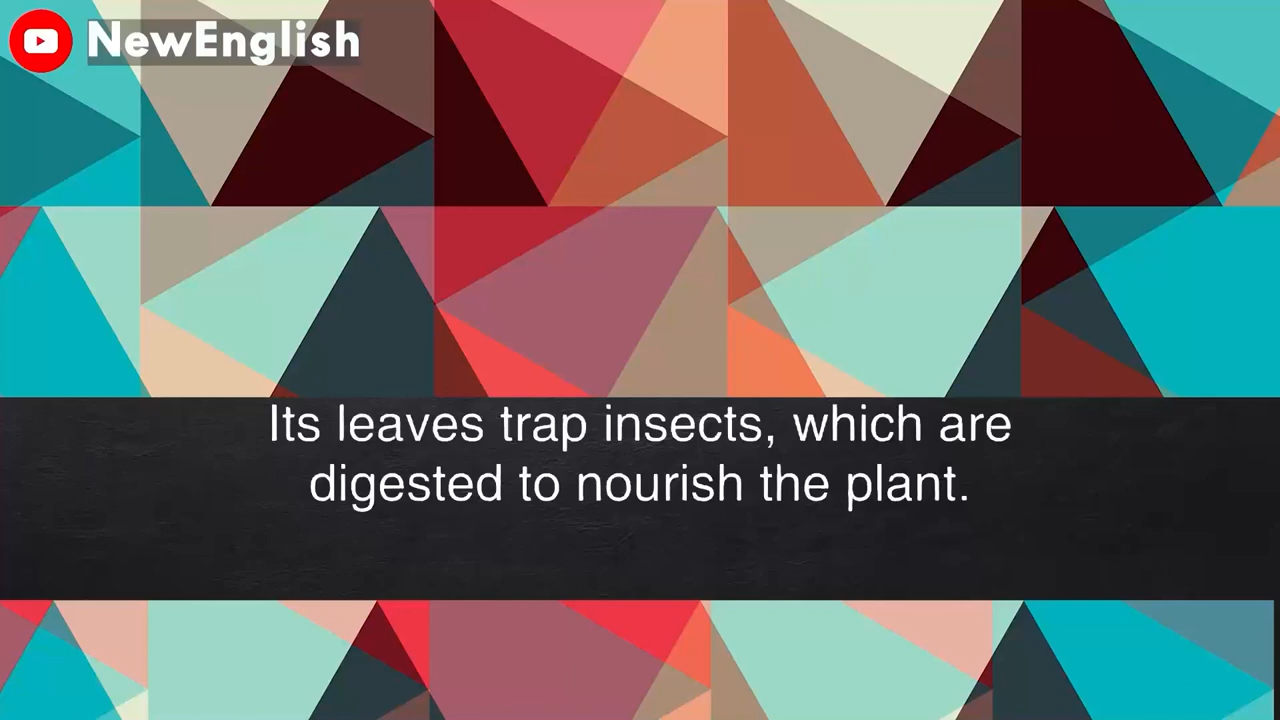 NewEnglish
Its leaves trap insects, which are
digested to nourish the plant.